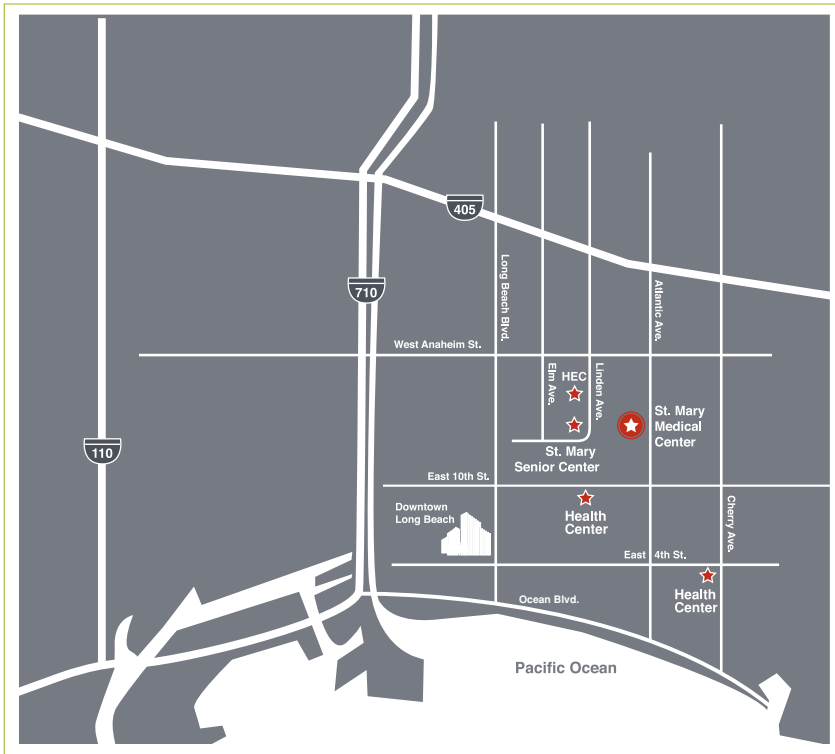 405
Long Beach Blvd.
Atlantic Ave.
710
West Anaheim St.
Elm Ave.
HEC
Linden Ave.
St. Mary
Medical
Center
110
St. Mary
Senior Center
East 10th St.
Downtown
Long Beach
Health
Center
Cherry Ave.
East 4th St.
Health
Center
Ocean Blvd.
Pacific Ocean